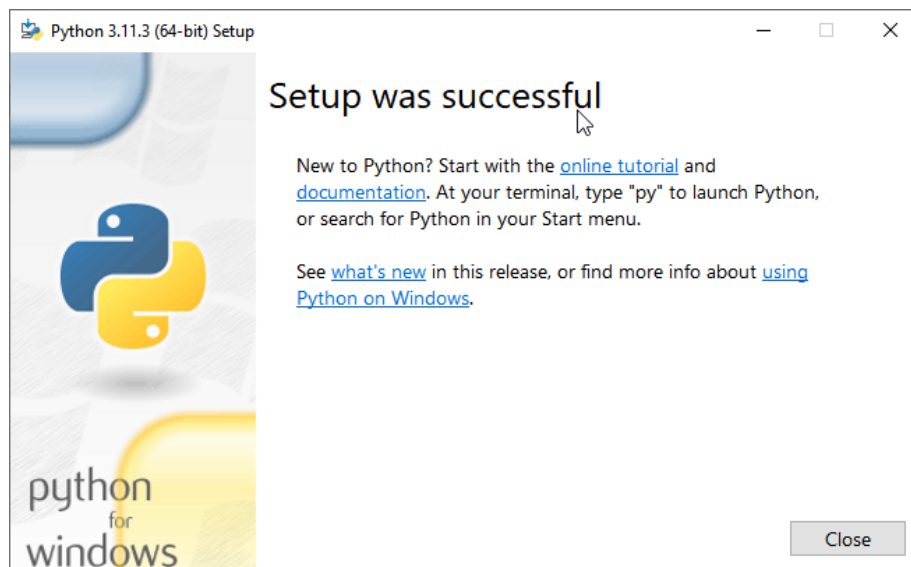 Python 3.11.3 (64-bit) Setup
Setup was successful
New to Python? Start with the online tutorial and
documentation. At your terminal, type "py" to launch Python,
or search for Python in your Start menu.
See what's new in this release, or find more info about using
Python on Windows.
python
for
windows
Close